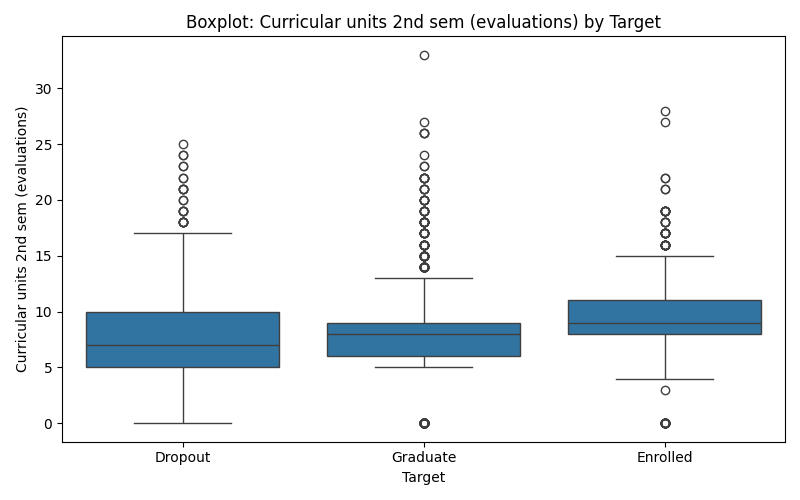 Boxplot: Curricular units 2nd sem (evaluations) by Target
Curricular units 2nd sem (evaluations)
30
25
20
15
10
5
0
Dropout Graduate Enrolled
Target